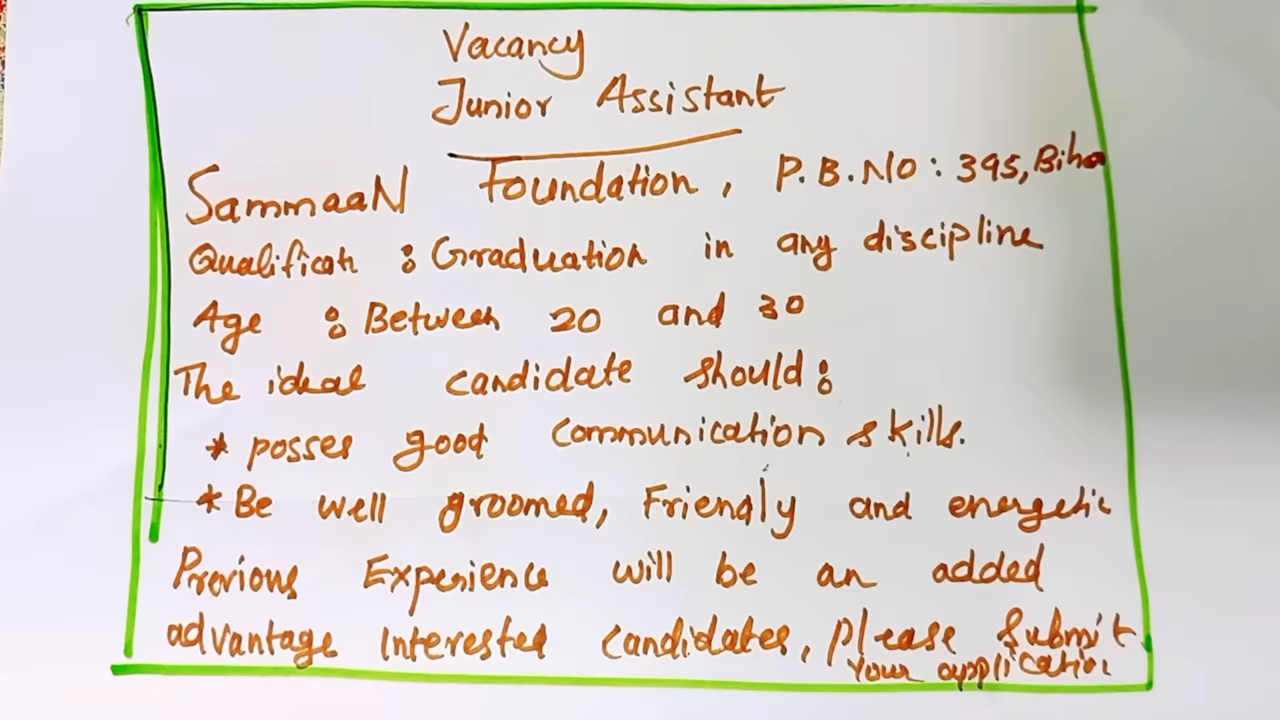 Vacancy
Junior Assistant
SammaaN Foundation, P.B.NO: 395, Biha
Qualificatn : Graduation in any discipline
Age : Between 20 and 30
The ideal candidate should:
* posses good communication skills.
* Be well groomed, Friendly and energetic
Previous Experience will be an added
advantage Interested candidates, please submit
your application